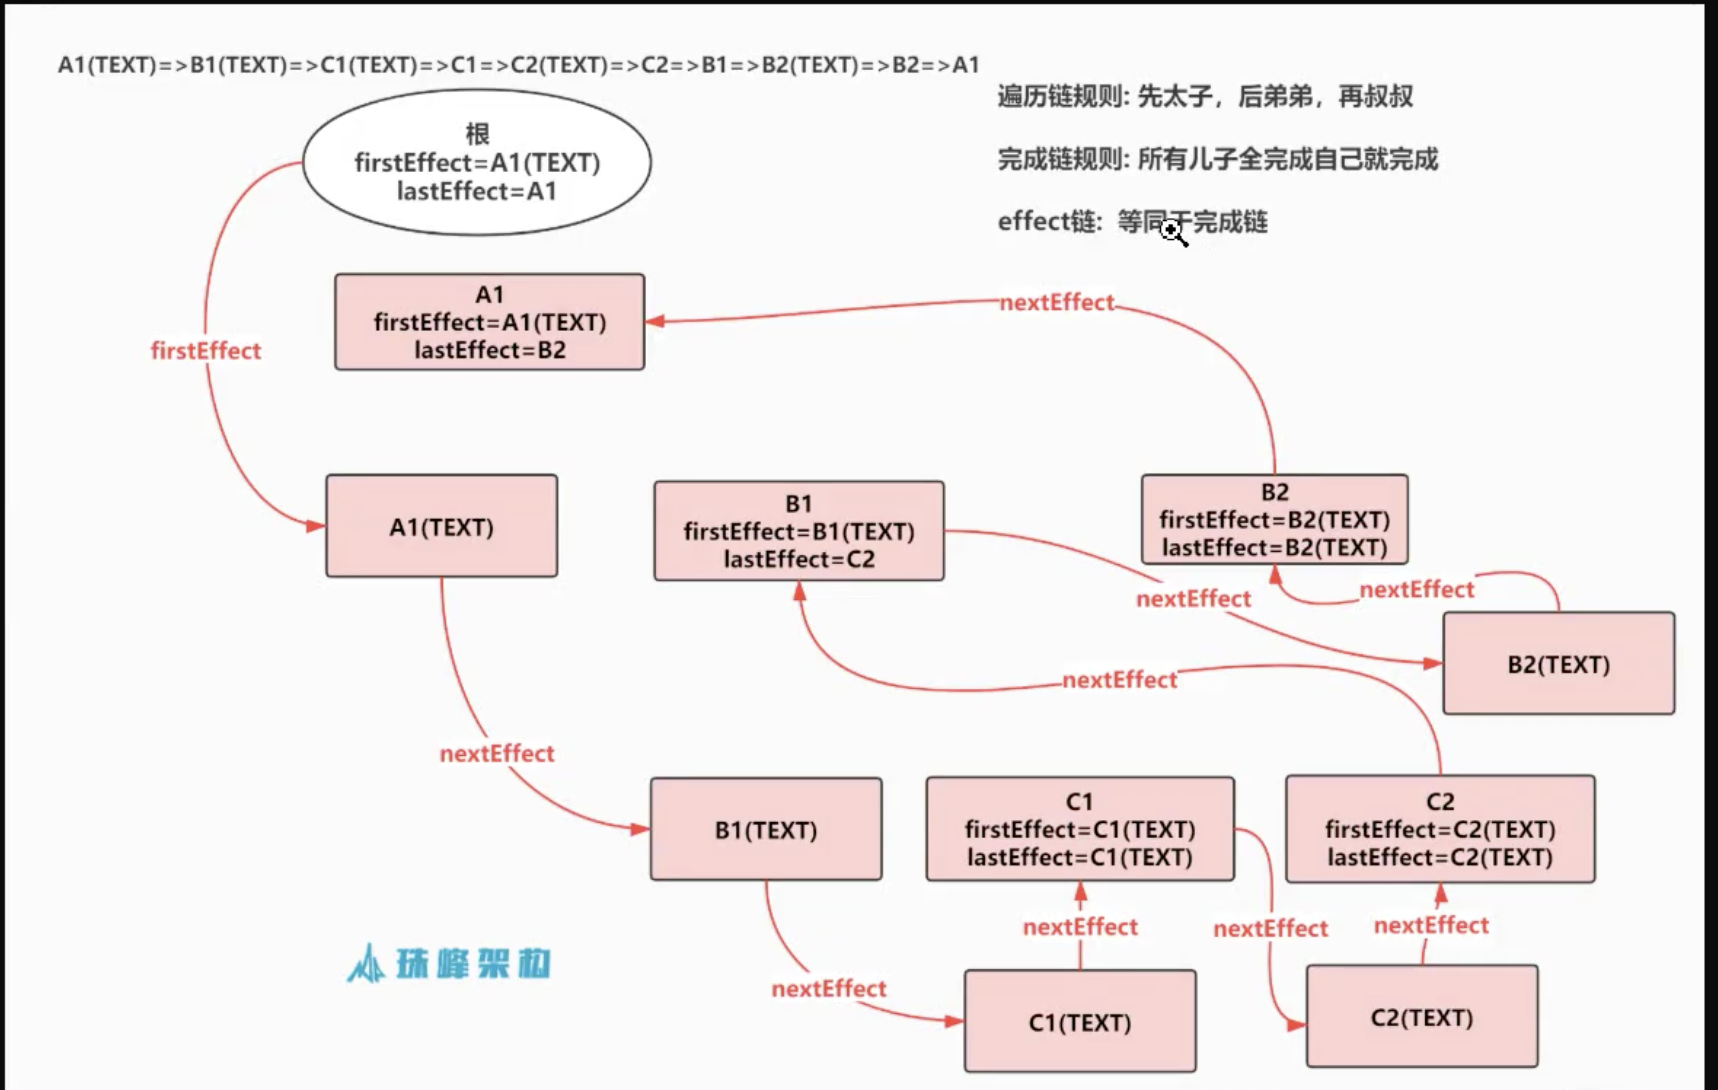 A1(TEXT)=>B1(TEXT)=>C1(TEXT)=>C1=>C2(TEXT)=>C2=>B1=>B2(TEXT)=>B2=>A1
遍历链规则: 先太子，后弟弟，再叔叔
完成链规则: 所有儿子全完成自己就完成
effect链: 等同于完成链
根
firstEffect=A1(TEXT)
lastEffect=A1
A1
firstEffect=A1(TEXT)
lastEffect=B2
nextEffect
firstEffect
A1(TEXT)
B1
firstEffect=B1(TEXT)
lastEffect=C2
B2
firstEffect=B2(TEXT)
lastEffect=B2(TEXT)
nextEffect
nextEffect
B2(TEXT)
nextEffect
nextEffect
B1(TEXT)
C1
firstEffect=C1(TEXT)
lastEffect=C1(TEXT)
C2
firstEffect=C2(TEXT)
lastEffect=C2(TEXT)
nextEffect
nextEffect
nextEffect
nextEffect
C1(TEXT)
C2(TEXT)
珠峰架构